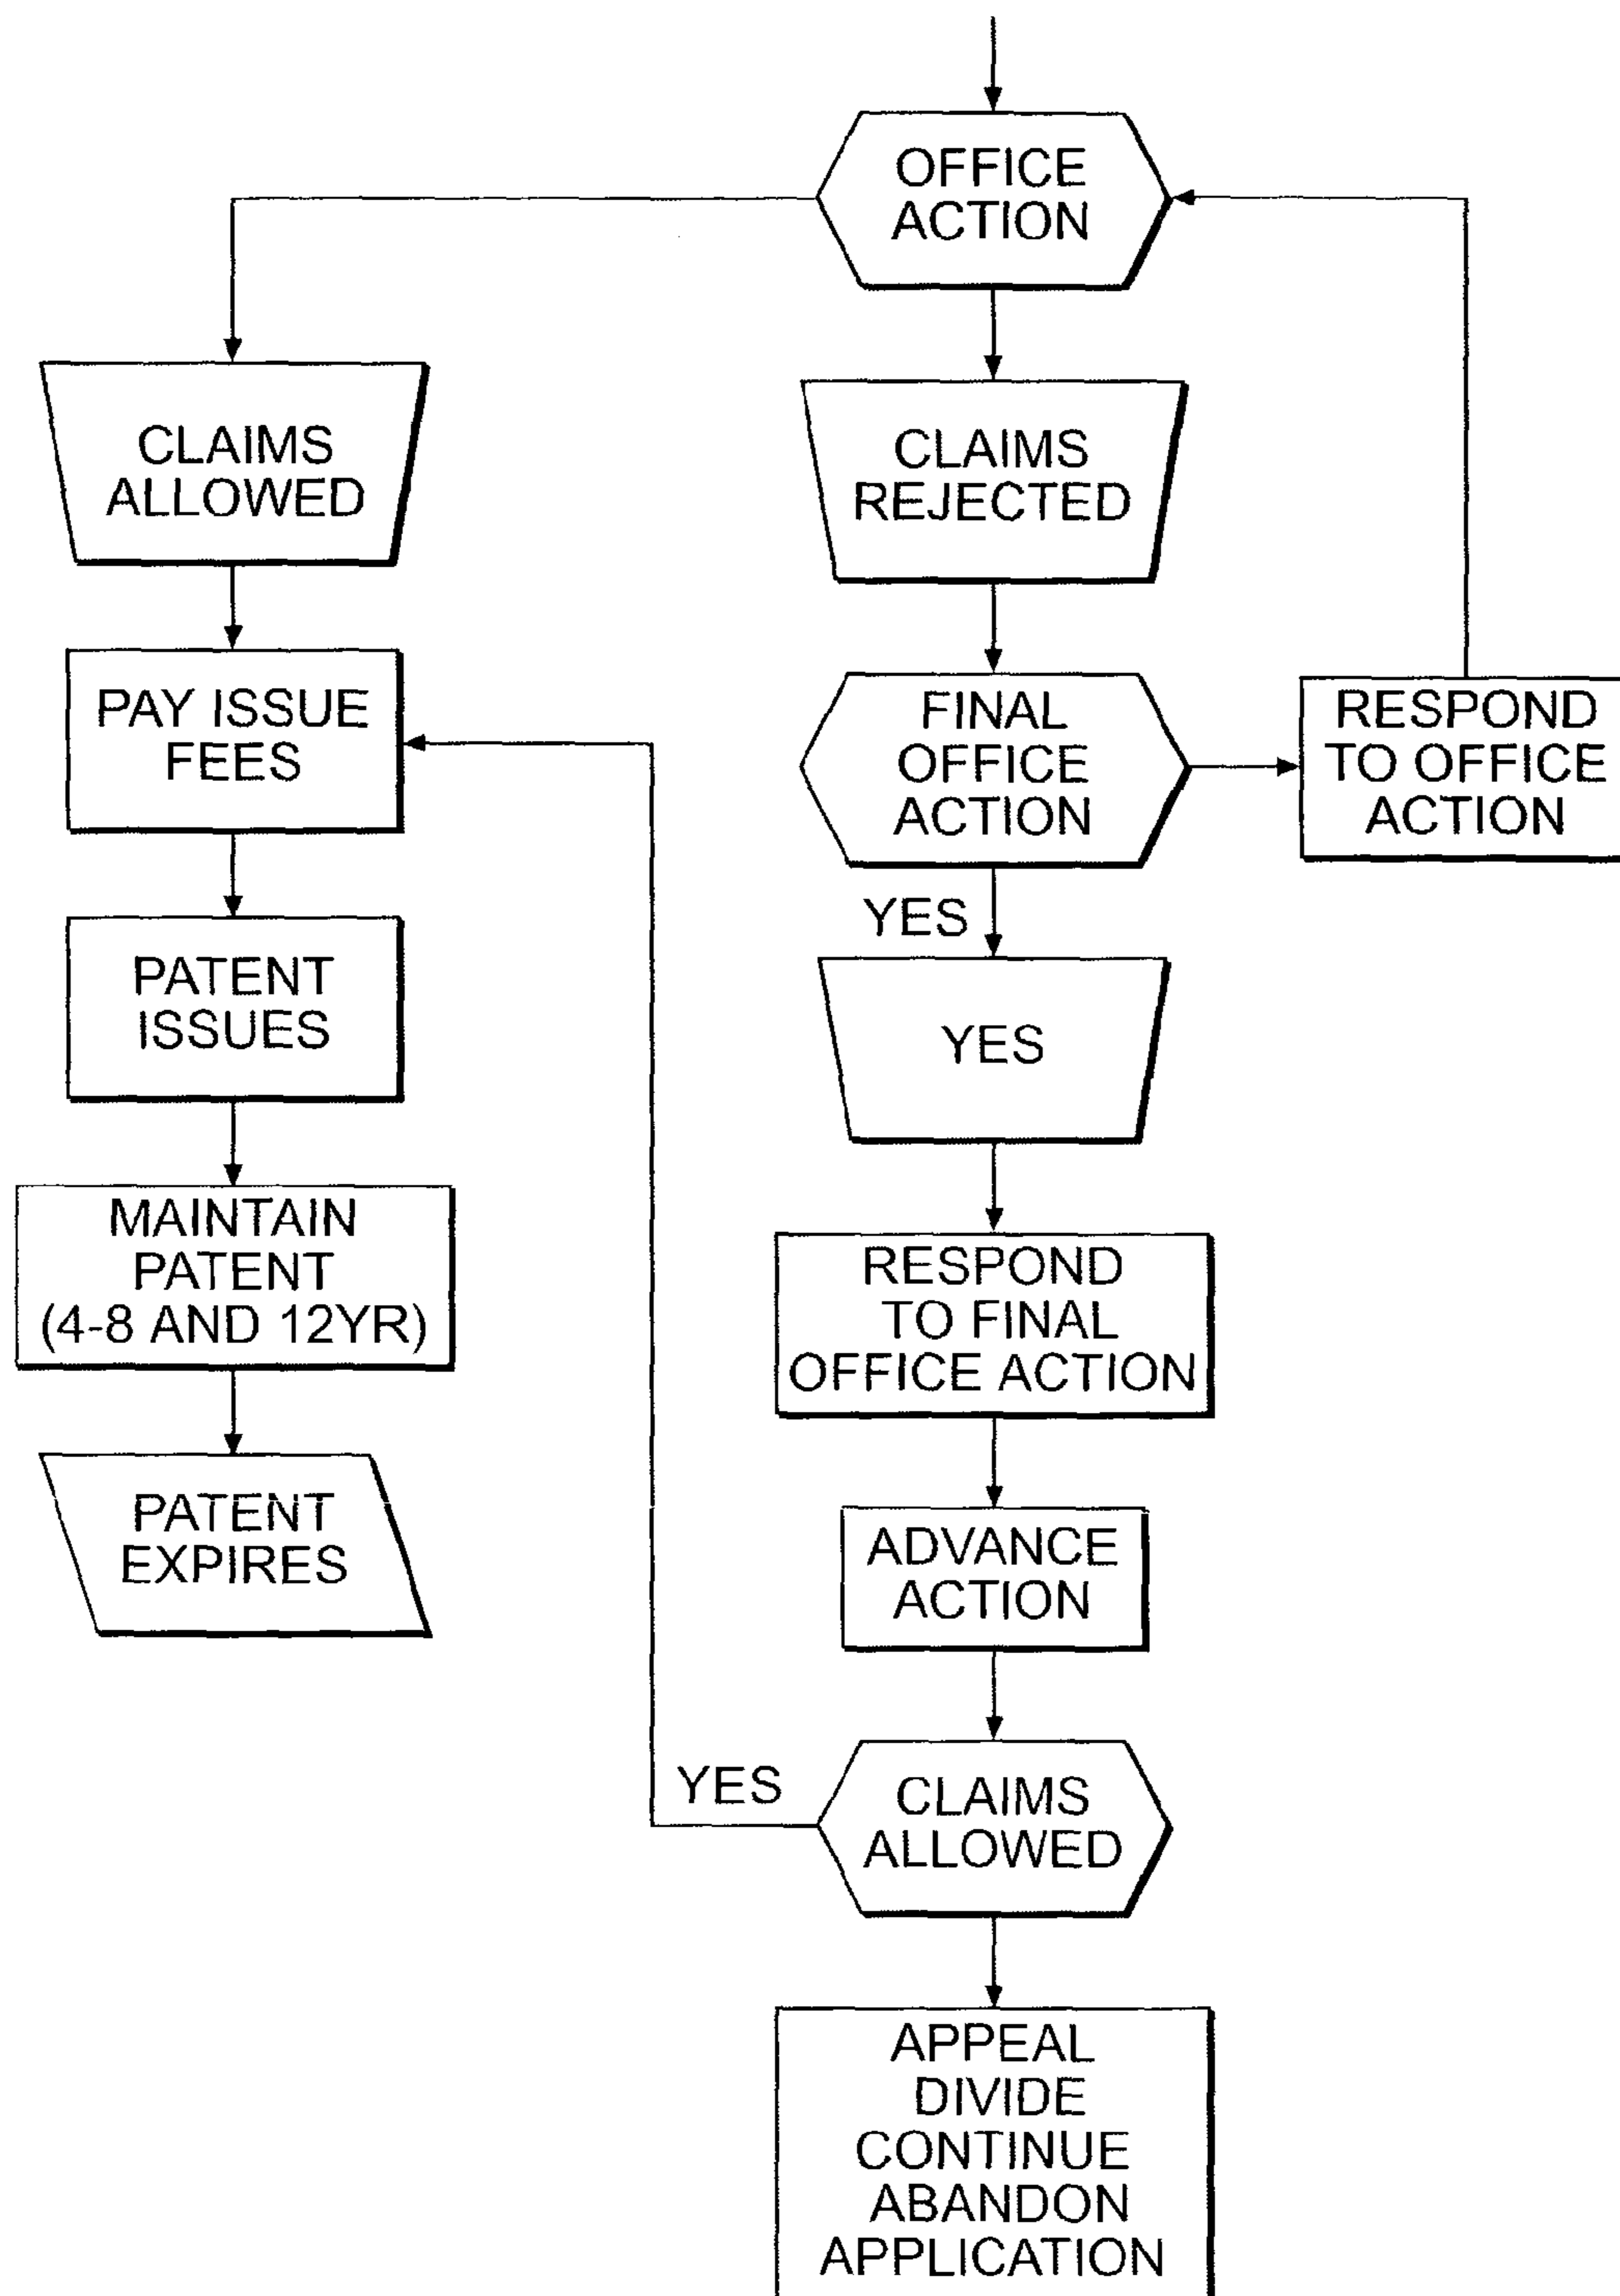 OFFICE
ACTION
CLAIMS
ALLOWED
CLAIMS
REJECTED
PAY ISSUE
FEES
FINAL
OFFICE
ACTION
RESPOND
TO OFFICE
ACTION
YES
PATENT
ISSUES
YES
MAINTAIN
PATENT
(4-8 AND 12YR)
RESPOND
TO FINAL
OFFICE ACTION
PATENT
EXPIRES
ADVANCE
ACTION
YES
CLAIMS
ALLOWED
APPEAL
DIVIDE
CONTINUE
ABANDON
APPLICATION